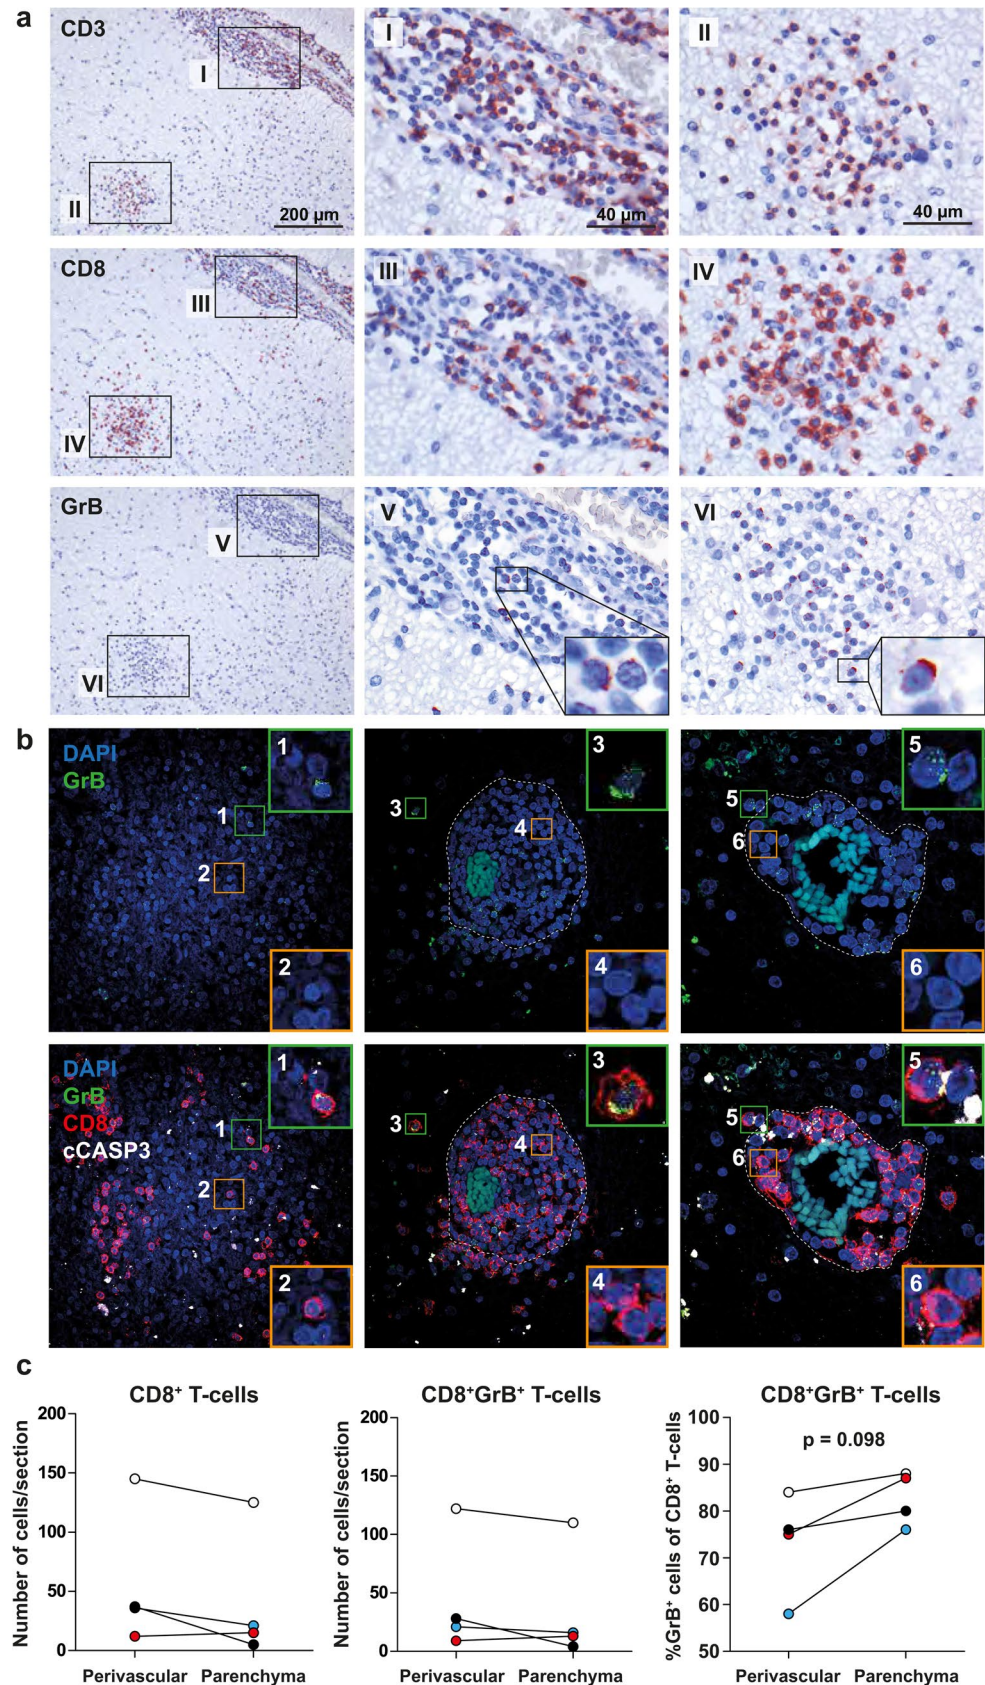 a
CD3
I
II
200 µm
I
40 µm
II
40 µm
CD8
III
IV
III
IV
GrB
V
VI
V
VI
b
DAPI
GrB
1
2
1
2
3
4
3
4
5
6
5
6
DAPI
GrB
CD8
cCASP3
1
2
1
2
3
4
3
4
5
6
5
6
c
CD8⁺ T-cells
Number of cells/section
200
150
100
50
0
Perivascular Parenchyma
CD8⁺GrB⁺ T-cells
Number of cells/section
200
150
100
50
0
Perivascular Parenchyma
CD8⁺GrB⁺ T-cells
%GrB⁺ cells of CD8⁺ T-cells
100
90
80
70
60
50
p = 0.098
Perivascular Parenchyma